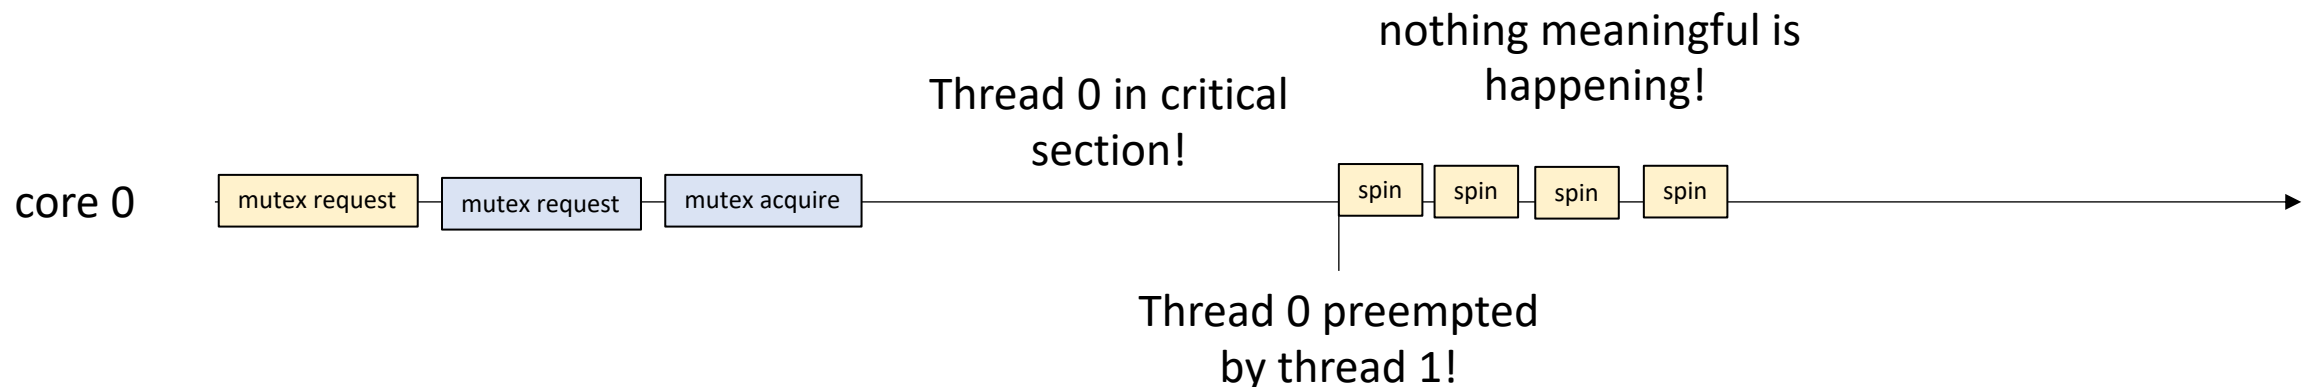 nothing meaningful is
happening!
Thread 0 in critical
section!
core 0
mutex request
mutex request
mutex acquire
spin
spin
spin
spin
Thread 0 preempted
by thread 1!